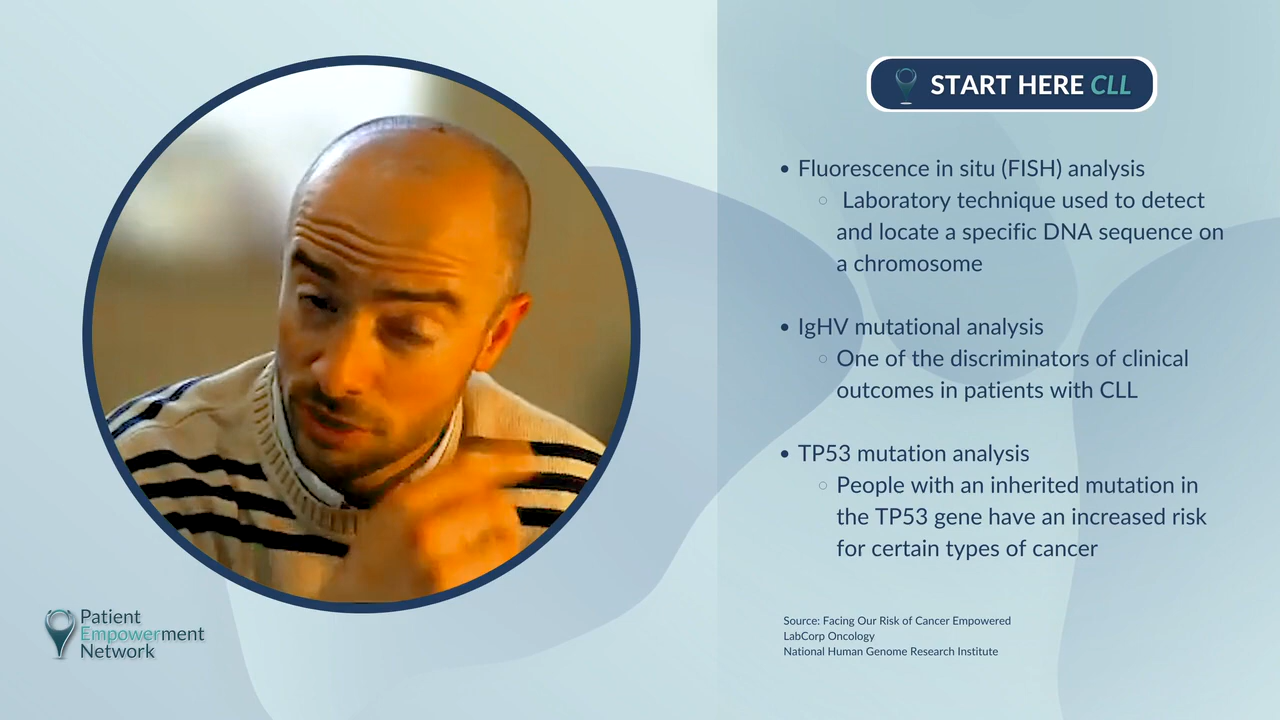 START HERE CLL
• Fluorescence in situ (FISH) analysis
○ Laboratory technique used to detect
and locate a specific DNA sequence on
a chromosome
• IgHV mutational analysis
○ One of the discriminators of clinical
outcomes in patients with CLL
• TP53 mutation analysis
○ People with an inherited mutation in
the TP53 gene have an increased risk
for certain types of cancer
Source: Facing Our Risk of Cancer Empowered
LabCorp Oncology
National Human Genome Research Institute
Patient
Empowerment
Network